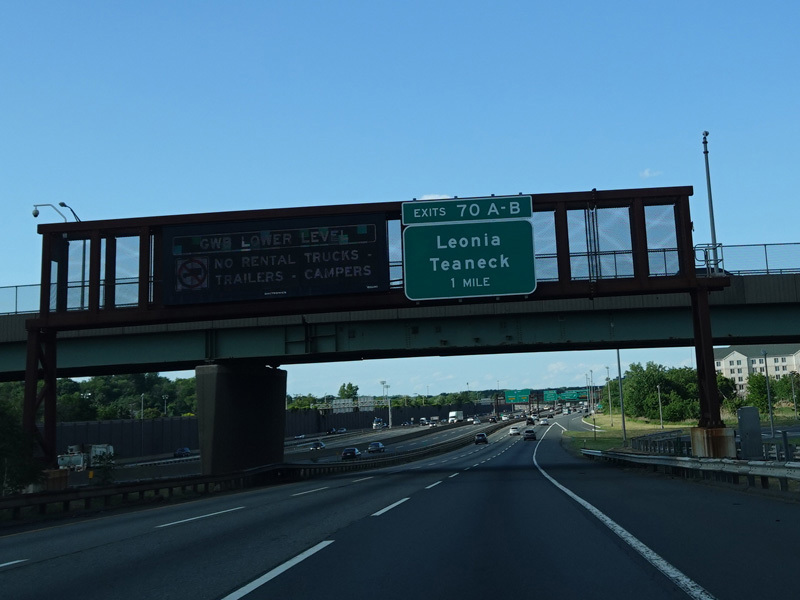 GWB LOWER LEVEL
NO RENTAL TRUCKS -
TRAILERS - CAMPERS
EXITS 70 A-B
Leonia
Teaneck
1 MILE